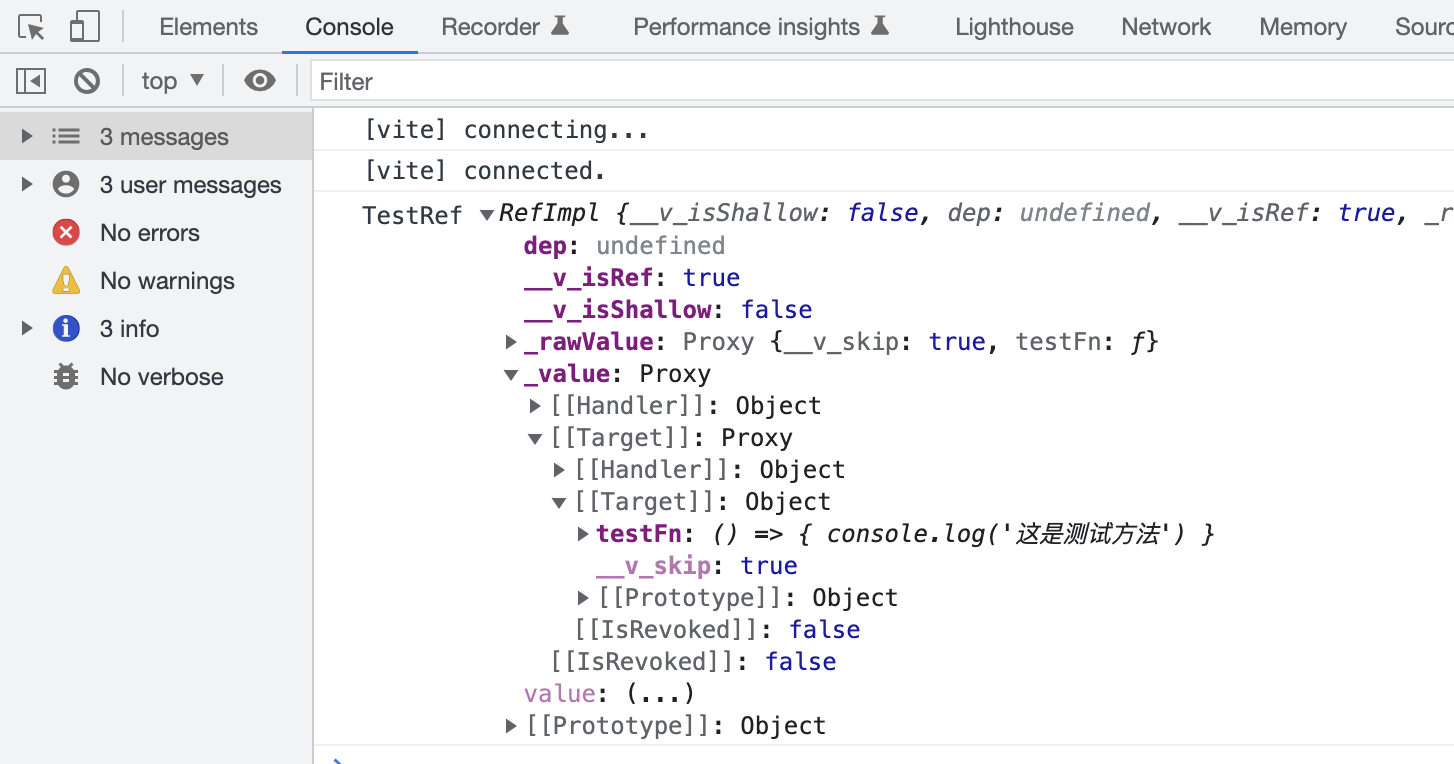 Elements Console Recorder Performance insights Lighthouse Network Memory Sourc
top Filter
3 messages
3 user messages
No errors
No warnings
3 info
No verbose
[vite] connecting...
[vite] connected.
TestRef ▼RefImpl {__v_isShallow: false, dep: undefined, __v_isRef: true, _r
dep: undefined
__v_isRef: true
__v_isShallow: false
▶_rawValue: Proxy {__v_skip: true, testFn: ƒ}
▼_value: Proxy
▶[[Handler]]: Object
▼[[Target]]: Proxy
▶[[Handler]]: Object
▼[[Target]]: Object
▶testFn: () => { console.log('这是测试方法') }
__v_skip: true
▶[[Prototype]]: Object
[[IsRevoked]]: false
[[IsRevoked]]: false
value: (...)
▶[[Prototype]]: Object